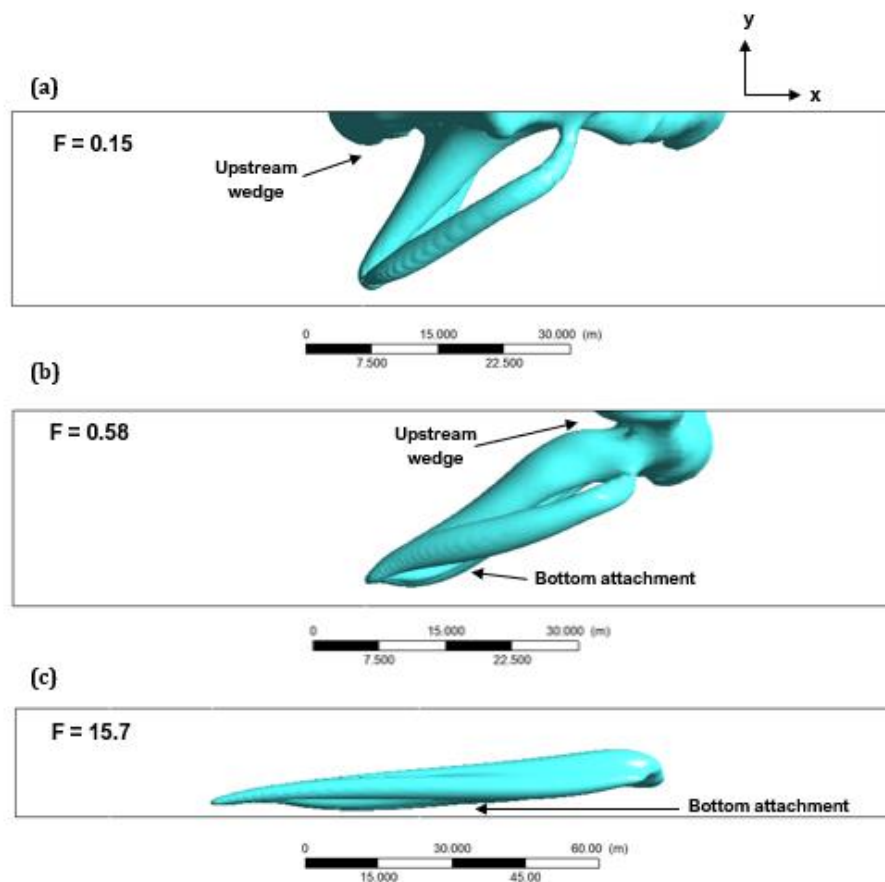 y
x
(a)
F = 0.15
Upstream
wedge
0 15.000 30.000 (m)
7.500 22.500
(b)
F = 0.58
Upstream
wedge
Bottom attachment
0 15.000 30.000 (m)
7.500 22.500
(c)
F = 15.7
Bottom attachment
0 30.000 60.00 (m)
15.000 45.00